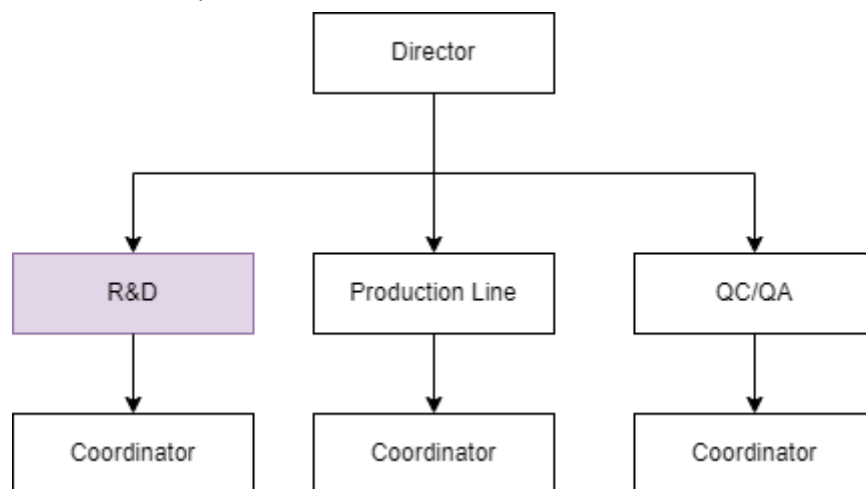 Director
R&D
Production Line
QC/QA
Coordinator
Coordinator
Coordinator